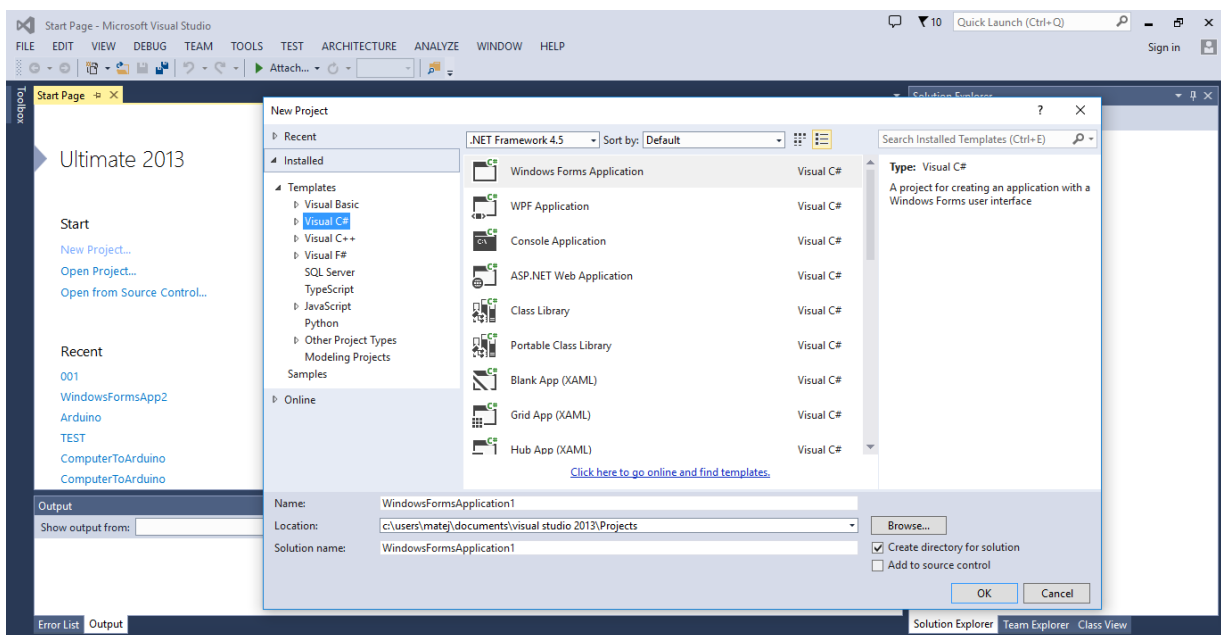 Start Page - Microsoft Visual Studio
10
Quick Launch (Ctrl+Q)
FILE EDIT VIEW DEBUG TEAM TOOLS TEST ARCHITECTURE ANALYZE WINDOW HELP
Sign in
Attach...
Toolbox
Start Page
Solution Explorer
Ultimate 2013
Start
New Project...
Open Project...
Open from Source Control...
Recent
001
WindowsFormsApp2
Arduino
TEST
ComputerToArduino
ComputerToArduino
New Project
?
Recent
Installed
Templates
Visual Basic
Visual C#
Visual C++
Visual F#
SQL Server
TypeScript
JavaScript
Python
Other Project Types
Modeling Projects
Samples
Online
.NET Framework 4.5 Sort by: Default
Search Installed Templates (Ctrl+E)
Windows Forms Application Visual C#
WPF Application Visual C#
Console Application Visual C#
ASP.NET Web Application Visual C#
Class Library Visual C#
Portable Class Library Visual C#
Blank App (XAML) Visual C#
Grid App (XAML) Visual C#
Hub App (XAML) Visual C#
Click here to go online and find templates.
Type: Visual C#
A project for creating an application with a
Windows Forms user interface
Name: WindowsFormsApplication1
Location: c:\users\matej\documents\visual studio 2013\Projects
Browse...
Solution name: WindowsFormsApplication1
Create directory for solution
Add to source control
OK Cancel
Output
Show output from:
Error List Output
Solution Explorer Team Explorer Class View